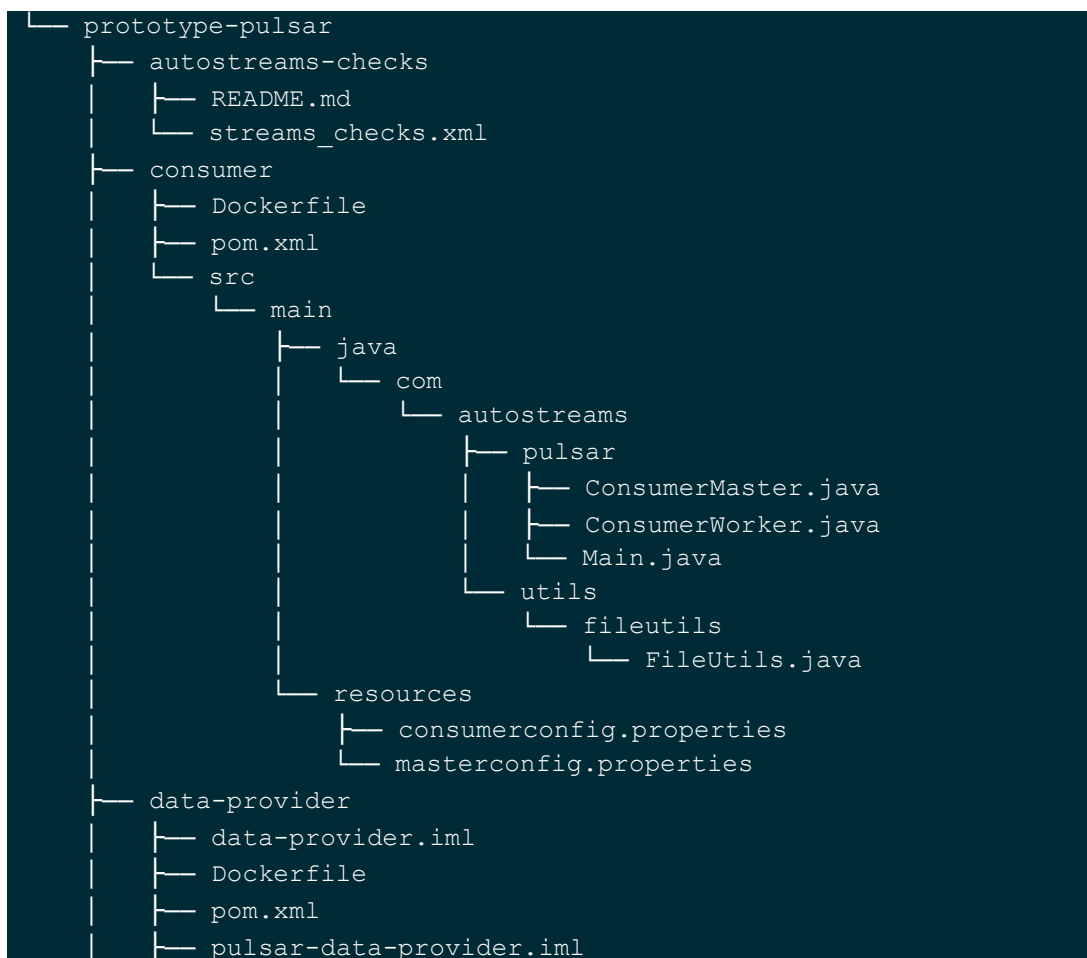 └── prototype-pulsar
    ├── autostreams-checks
    │   ├── README.md
    │   └── streams_checks.xml
    ├── consumer
    │   ├── Dockerfile
    │   ├── pom.xml
    │   └── src
    │       └── main
    │           ├── java
    │           │   └── com
    │           │       └── autostreams
    │           │           ├── pulsar
    │           │           │   ├── ConsumerMaster.java
    │           │           │   ├── ConsumerWorker.java
    │           │           │   └── Main.java
    │           │           └── utils
    │           │               └── fileutils
    │           │                   └── FileUtils.java
    │           └── resources
    │               ├── consumerconfig.properties
    │               └── masterconfig.properties
    ├── data-provider
    │   ├── data-provider.iml
    │   ├── Dockerfile
    │   ├── pom.xml
    │   ├── pulsar-data-provider.iml